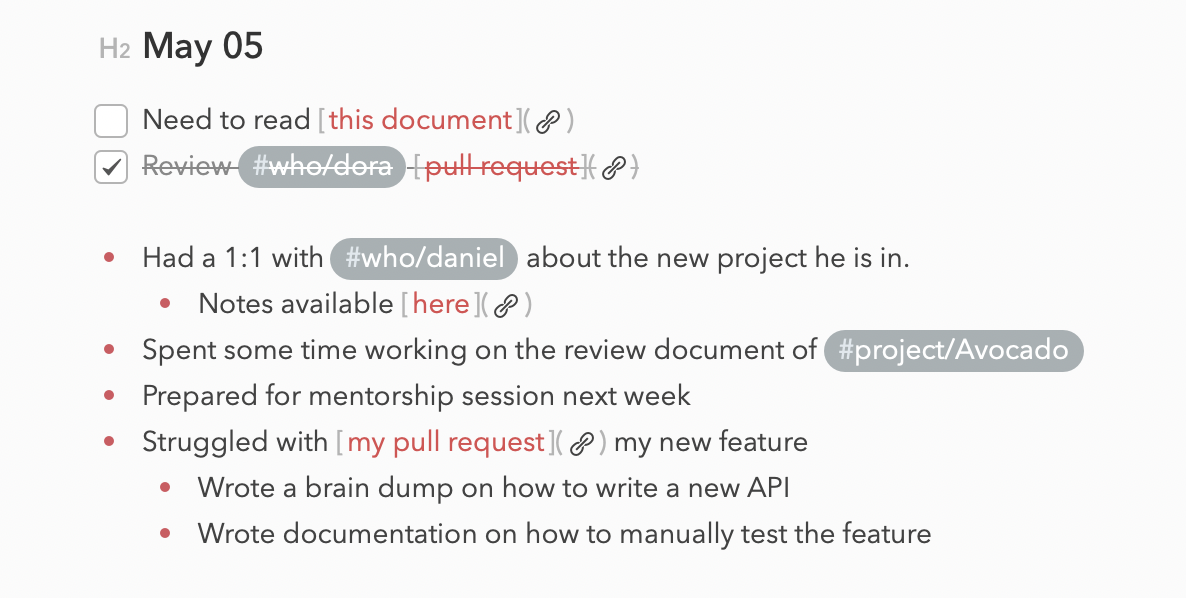 H2 May 05
Need to read [this document]()
Review #who/dora [pull request]()
Had a 1:1 with #who/daniel about the new project he is in.
Notes available [here]()
Spent some time working on the review document of #project/Avocado
Prepared for mentorship session next week
Struggled with [my pull request]() my new feature
Wrote a brain dump on how to write a new API
Wrote documentation on how to manually test the feature